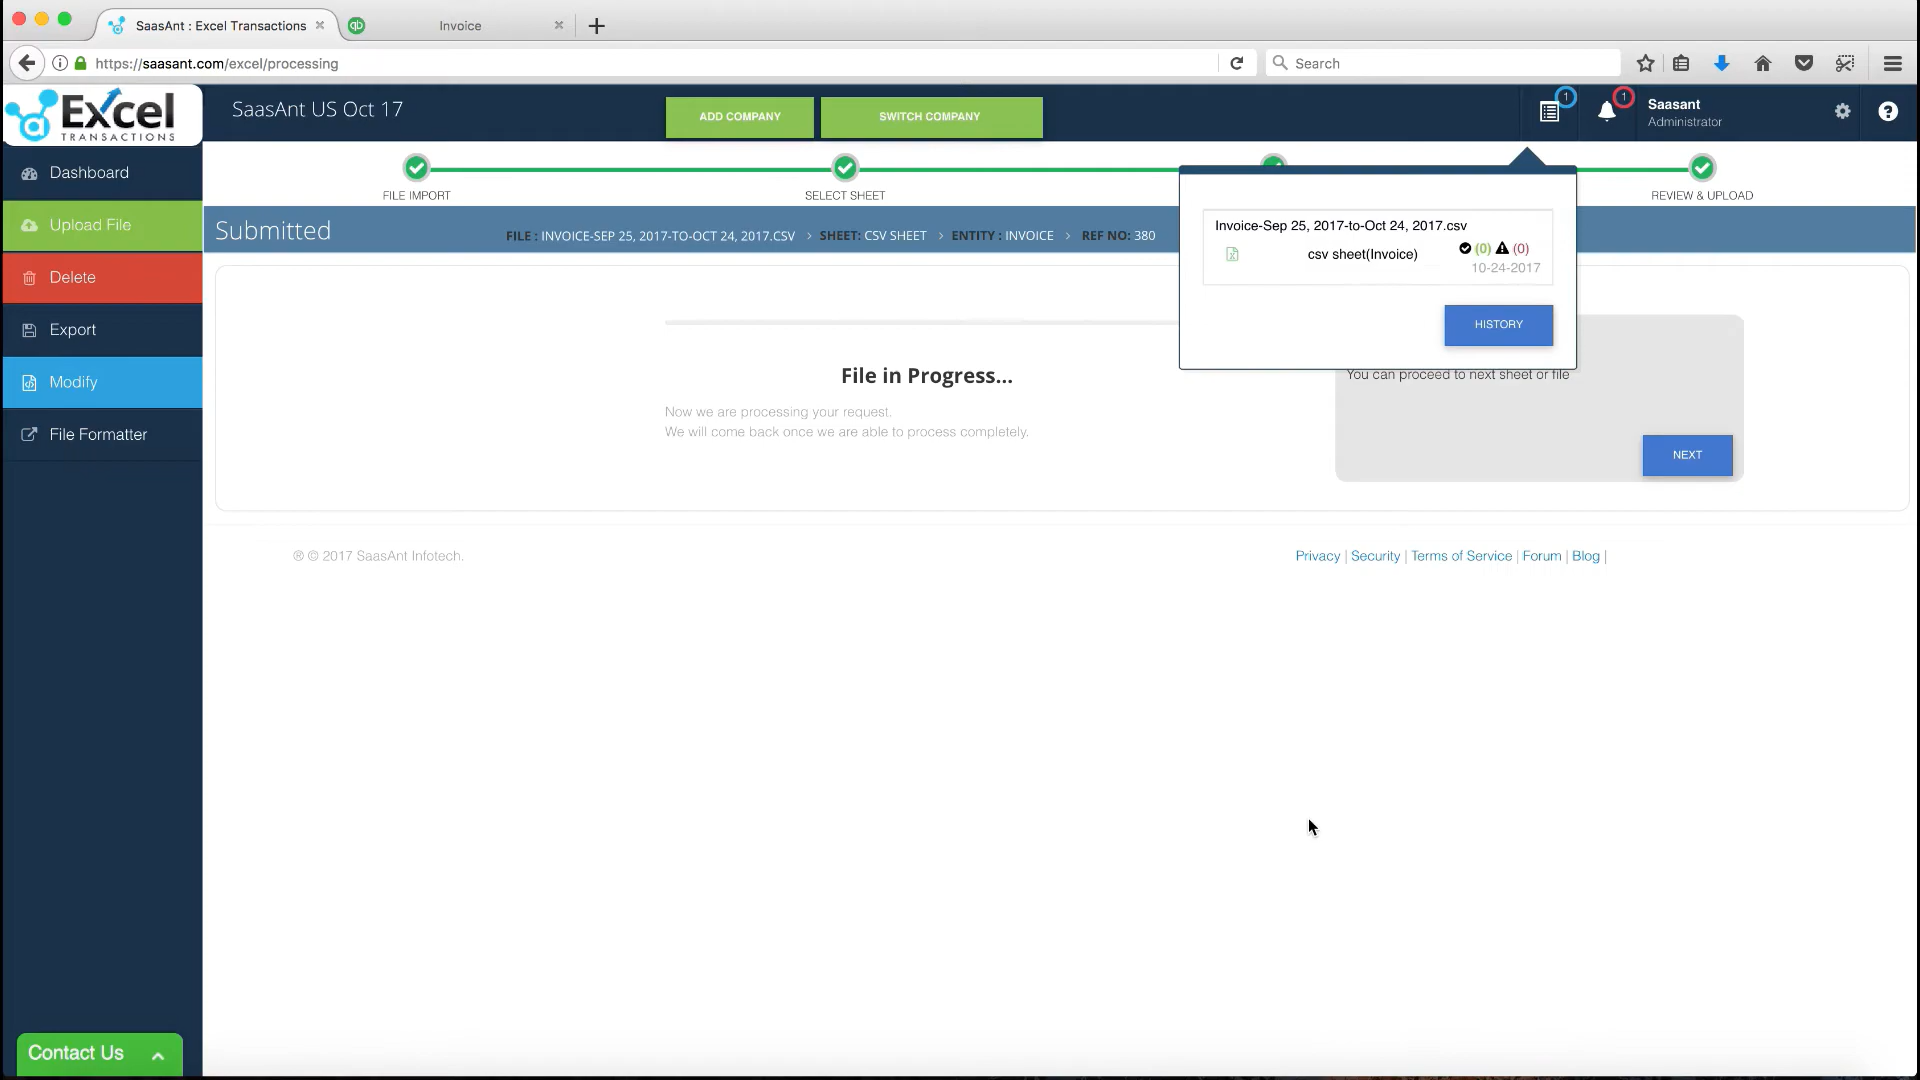 SaasAnt : Excel Transactions
qb
Invoice
https://saasant.com/excel/processing
Search
Excel
TRANSACTIONS
SaasAnt US Oct 17
ADD COMPANY
SWITCH COMPANY
1
1
Saasant
Administrator
Dashboard
Upload File
Delete
Export
Modify
File Formatter
FILE IMPORT
SELECT SHEET
REVIEW & UPLOAD
Submitted
FILE : INVOICE-SEP 25, 2017-TO-OCT 24, 2017.CSV > SHEET: CSV SHEET > ENTITY : INVOICE > REF NO: 380
Invoice-Sep 25, 2017-to-Oct 24, 2017.csv
csv sheet(Invoice)
(0) (0)
10-24-2017
HISTORY
File in Progress...
Now we are processing your request.
We will come back once we are able to process completely.
You can proceed to next sheet or file
NEXT
® © 2017 SaasAnt Infotech.
Privacy | Security | Terms of Service | Forum | Blog |
Contact Us